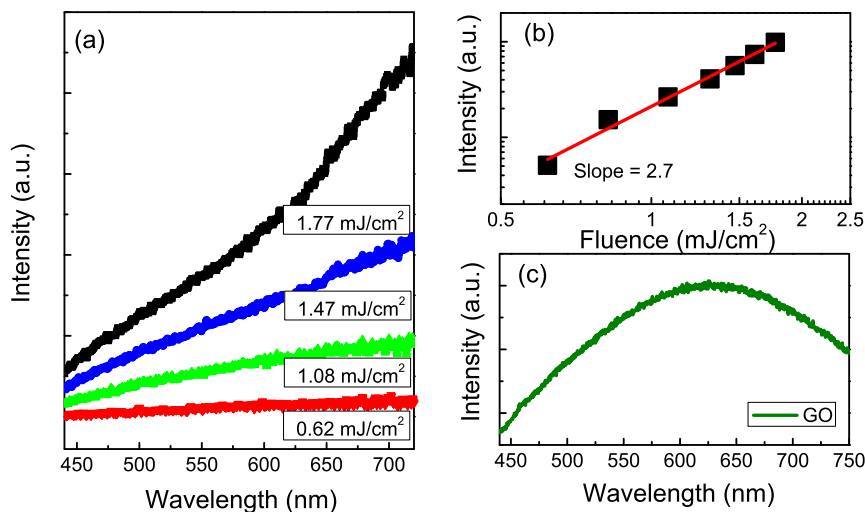 (a)
Intensity (a.u.)
1.77 mJ/cm²
1.47 mJ/cm²
1.08 mJ/cm²
0.62 mJ/cm²
450 500 550 600 650 700
Wavelength (nm)
(b)
Intensity (a.u.)
Slope = 2.7
0.5 1 1.5 2 2.5
Fluence (mJ/cm²)
(c)
Intensity (a.u.)
GO
450 500 550 600 650 700 750
Wavelength (nm)